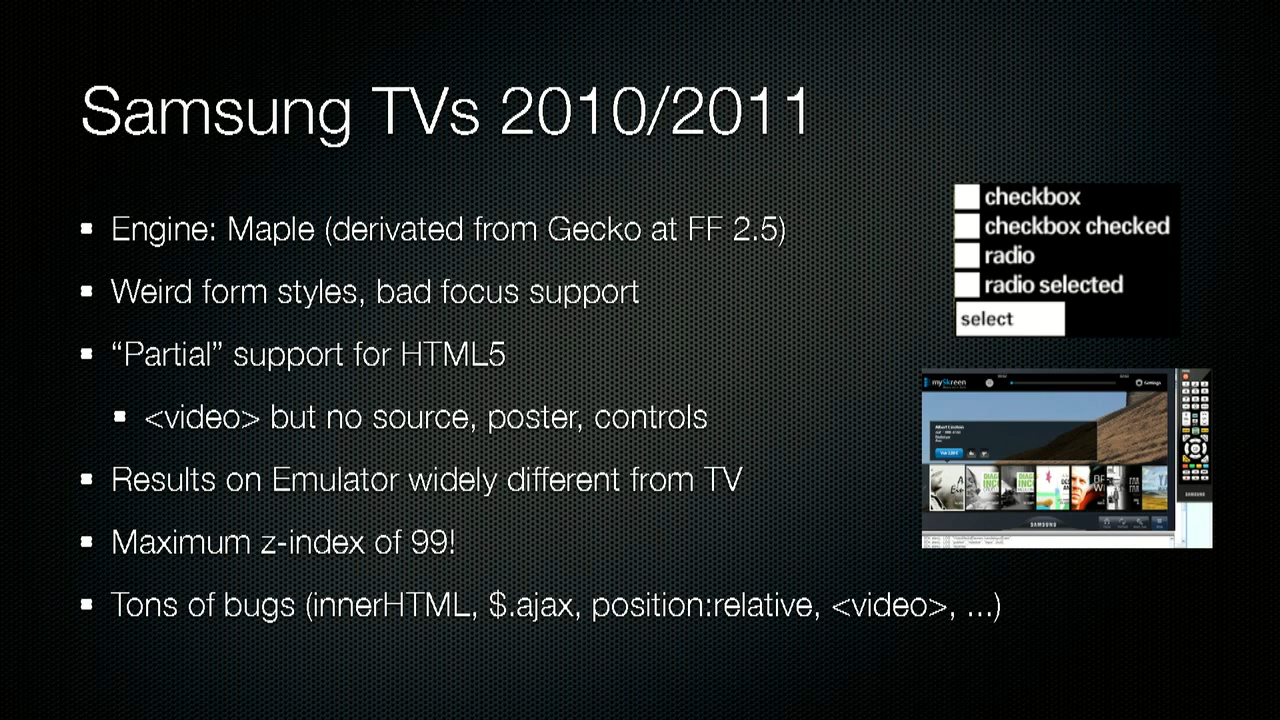 Samsung TVs 2010/2011
Engine: Maple (derivated from Gecko at FF 2.5)
Weird form styles, bad focus support
“Partial” support for HTML5
<video> but no source, poster, controls
Results on Emulator widely different from TV
Maximum z-index of 99!
Tons of bugs (innerHTML, $.ajax, position:relative, <video>, ...)
checkbox
checkbox checked
radio
radio selected
select
mySkreen
Settings
SAMSUNG
SAMSUNG